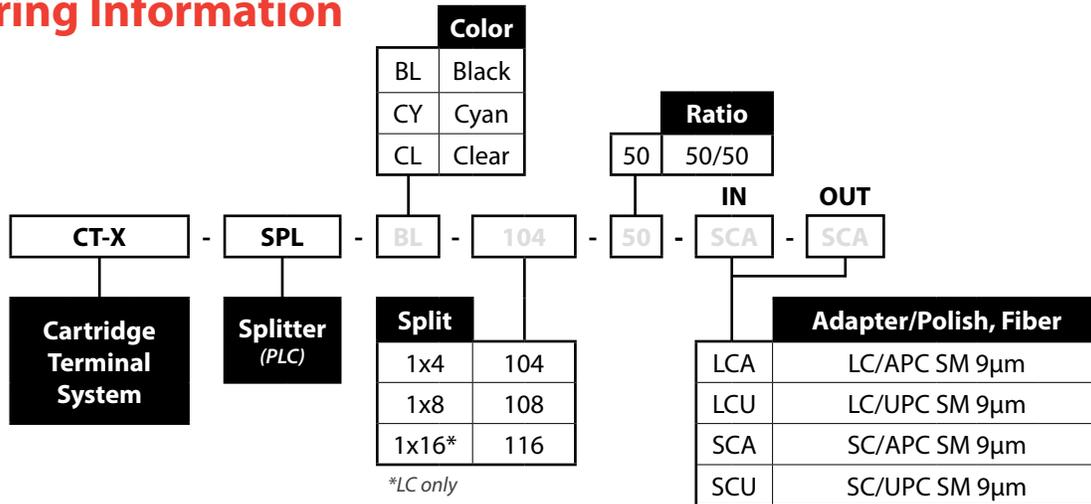 ring Information
Color
BL Black
CY Cyan
CL Clear
Ratio
50 50/50
IN OUT
CT-X - SPL - BL - 104 - 50 - SCA - SCA
Cartridge
Terminal
System
Splitter
(PLC)
Split
1x4 104
1x8 108
1x16* 116
*LC only
Adapter/Polish, Fiber
LCA LC/APC SM 9μm
LCU LC/UPC SM 9μm
SCA SC/APC SM 9μm
SCU SC/UPC SM 9μm